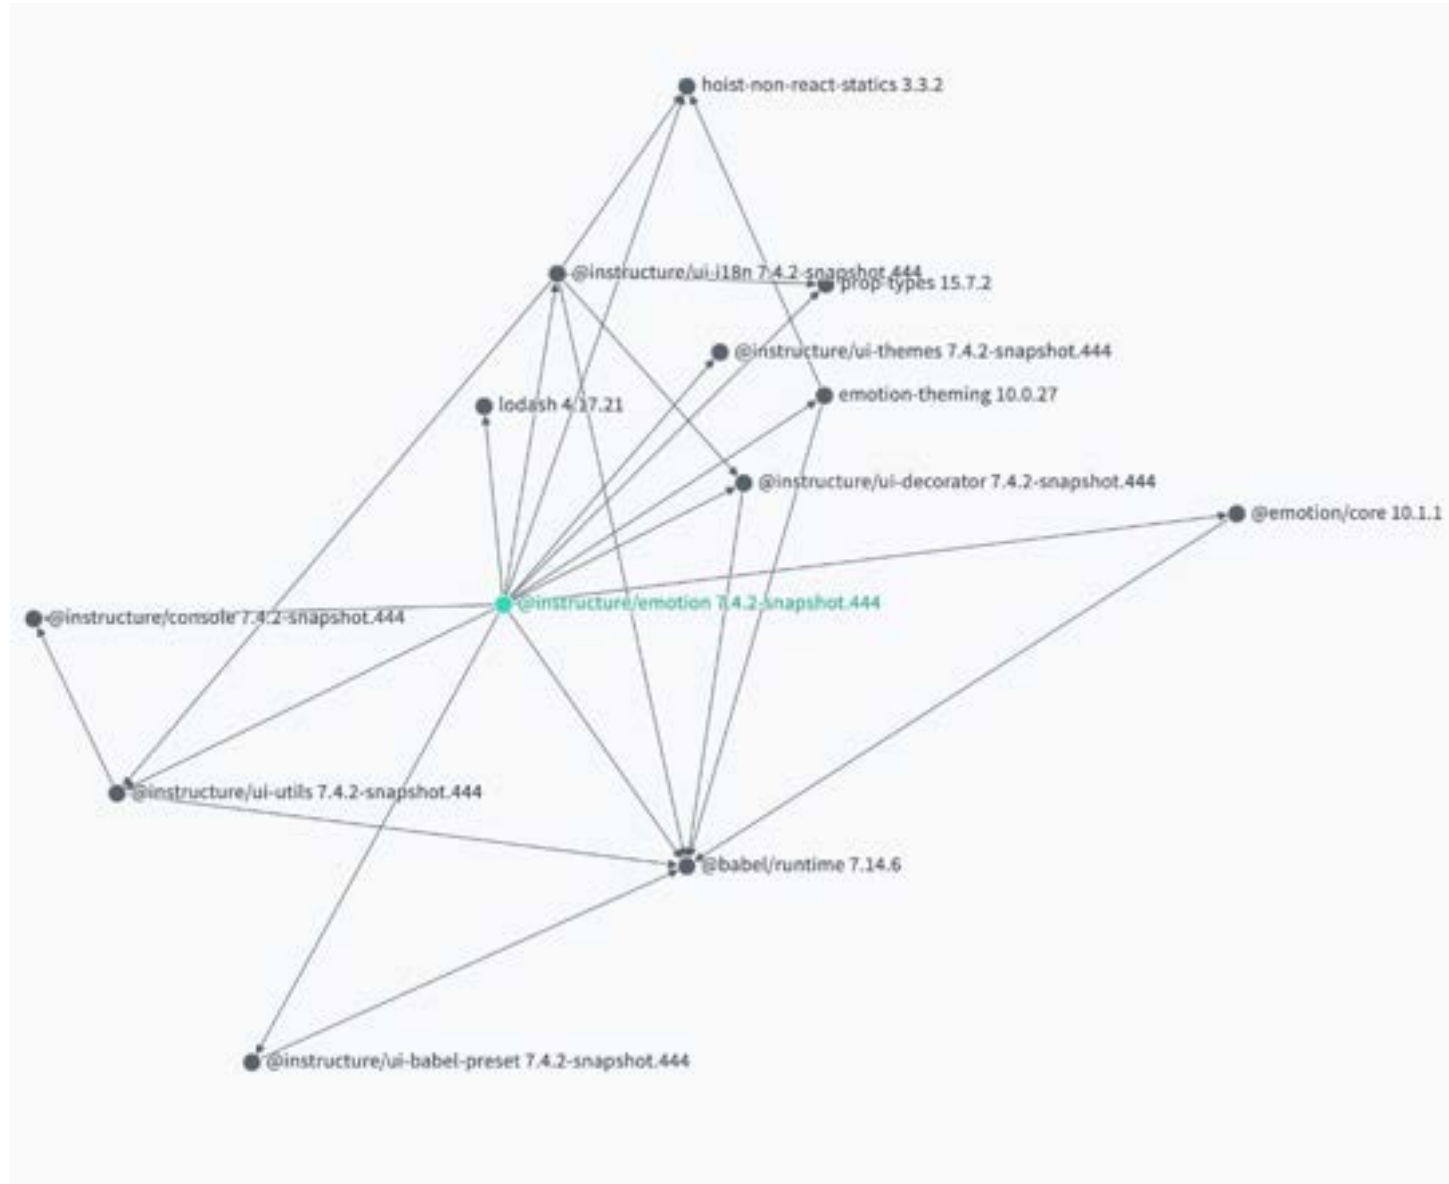 hoist-non-react-statics 3.3.2
@instructure/ui-i18n 7.4.2-snapshot.444
prop-types 15.7.2
@instructure/ui-themes 7.4.2-snapshot.444
emotion-theming 10.0.27
lodash 4.17.21
@instructure/ui-decorator 7.4.2-snapshot.444
@emotion/core 10.1.1
@instructure/emotion 7.4.2-snapshot.444
@instructure/console 7.4.2-snapshot.444
@instructure/ui-utils 7.4.2-snapshot.444
@babel/runtime 7.14.6
@instructure/ui-babel-preset 7.4.2-snapshot.444